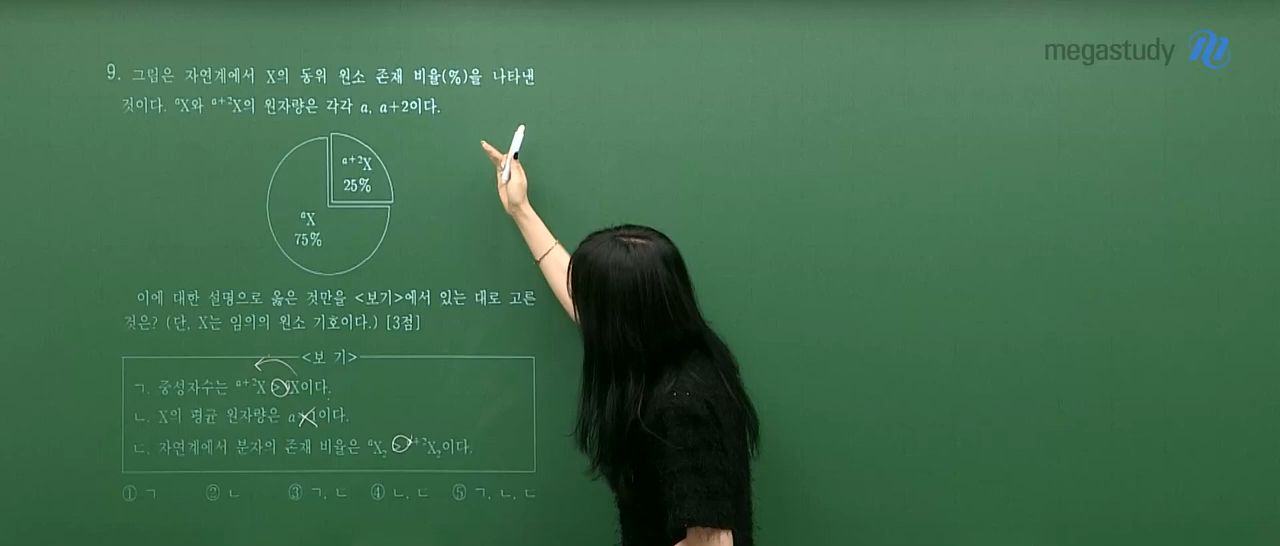 megastudy
9. 그림은 자연계에서 X의 동위 원소 존재 비율(%)을 나타낸
것이다. ᵃX와 ᵃ⁺²X의 원자량은 각각 a, a+2이다.
ᵃ⁺²X
25%
ᵃX
75%
이에 대한 설명으로 옳은 것만을 <보기>에서 있는 대로 고른
것은? (단, X는 임의의 원소 기호이다.) [3점]
<보 기>
ㄱ. 중성자수는 ᵃ⁺²X > ᵃX이다.
ㄴ. X의 평균 원자량은 a 이다.
ㄷ. 자연계에서 분자의 존재 비율은 ᵃX₂ > ᵃ⁺²X₂이다.
① ㄱ ② ㄴ ③ ㄱ, ㄷ ④ ㄴ, ㄷ ⑤ ㄱ, ㄴ, ㄷ